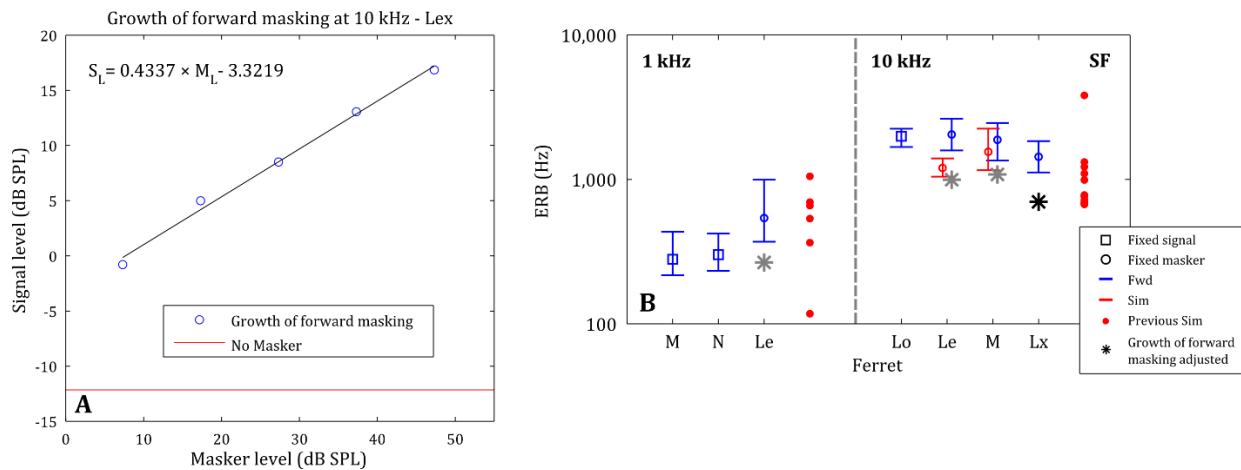 Growth of forward masking at 10 kHz - Lex
S_L= 0.4337 × M_L- 3.3219
Signal level (dB SPL)
20
15
10
5
0
-5
-10
-15
Growth of forward masking
No Masker
A
0 10 20 30 40 50
Masker level (dB SPL)
10,000
1,000
100
ERB (Hz)
1 kHz
10 kHz
SF
B
M N Le Lo Le M Lx
Ferret
Fixed signal
Fixed masker
Fwd
Sim
Previous Sim
Growth of forward
masking adjusted